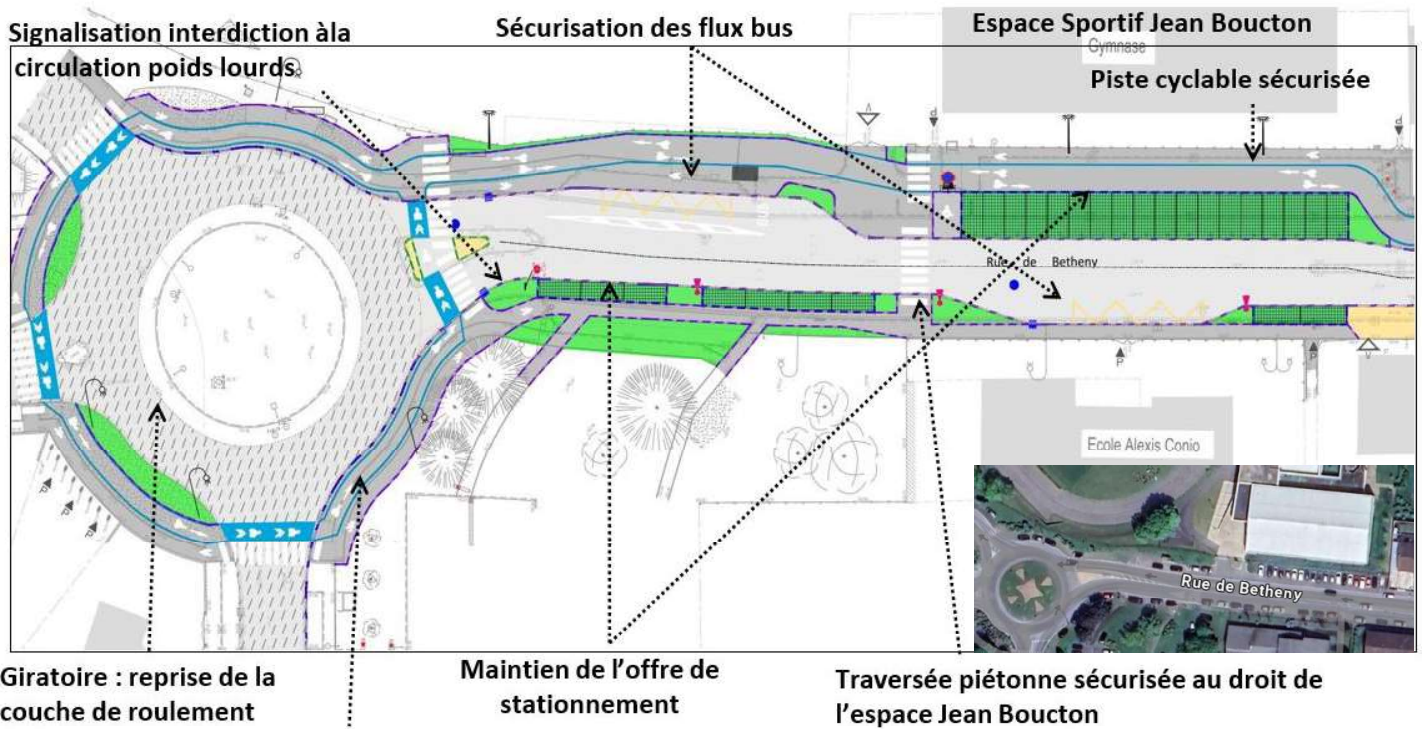 Signalisation interdiction àla
circulation poids lourds
Sécurisation des flux bus
Espace Sportif Jean Boucton
Gymnase
Piste cyclable sécurisée
Rue de Betheny
Ecole Alexis Conio
Rue de Betheny
Giratoire : reprise de la
couche de roulement
Maintien de l'offre de
stationnement
Traversée piétonne sécurisée au droit de
l'espace Jean Boucton